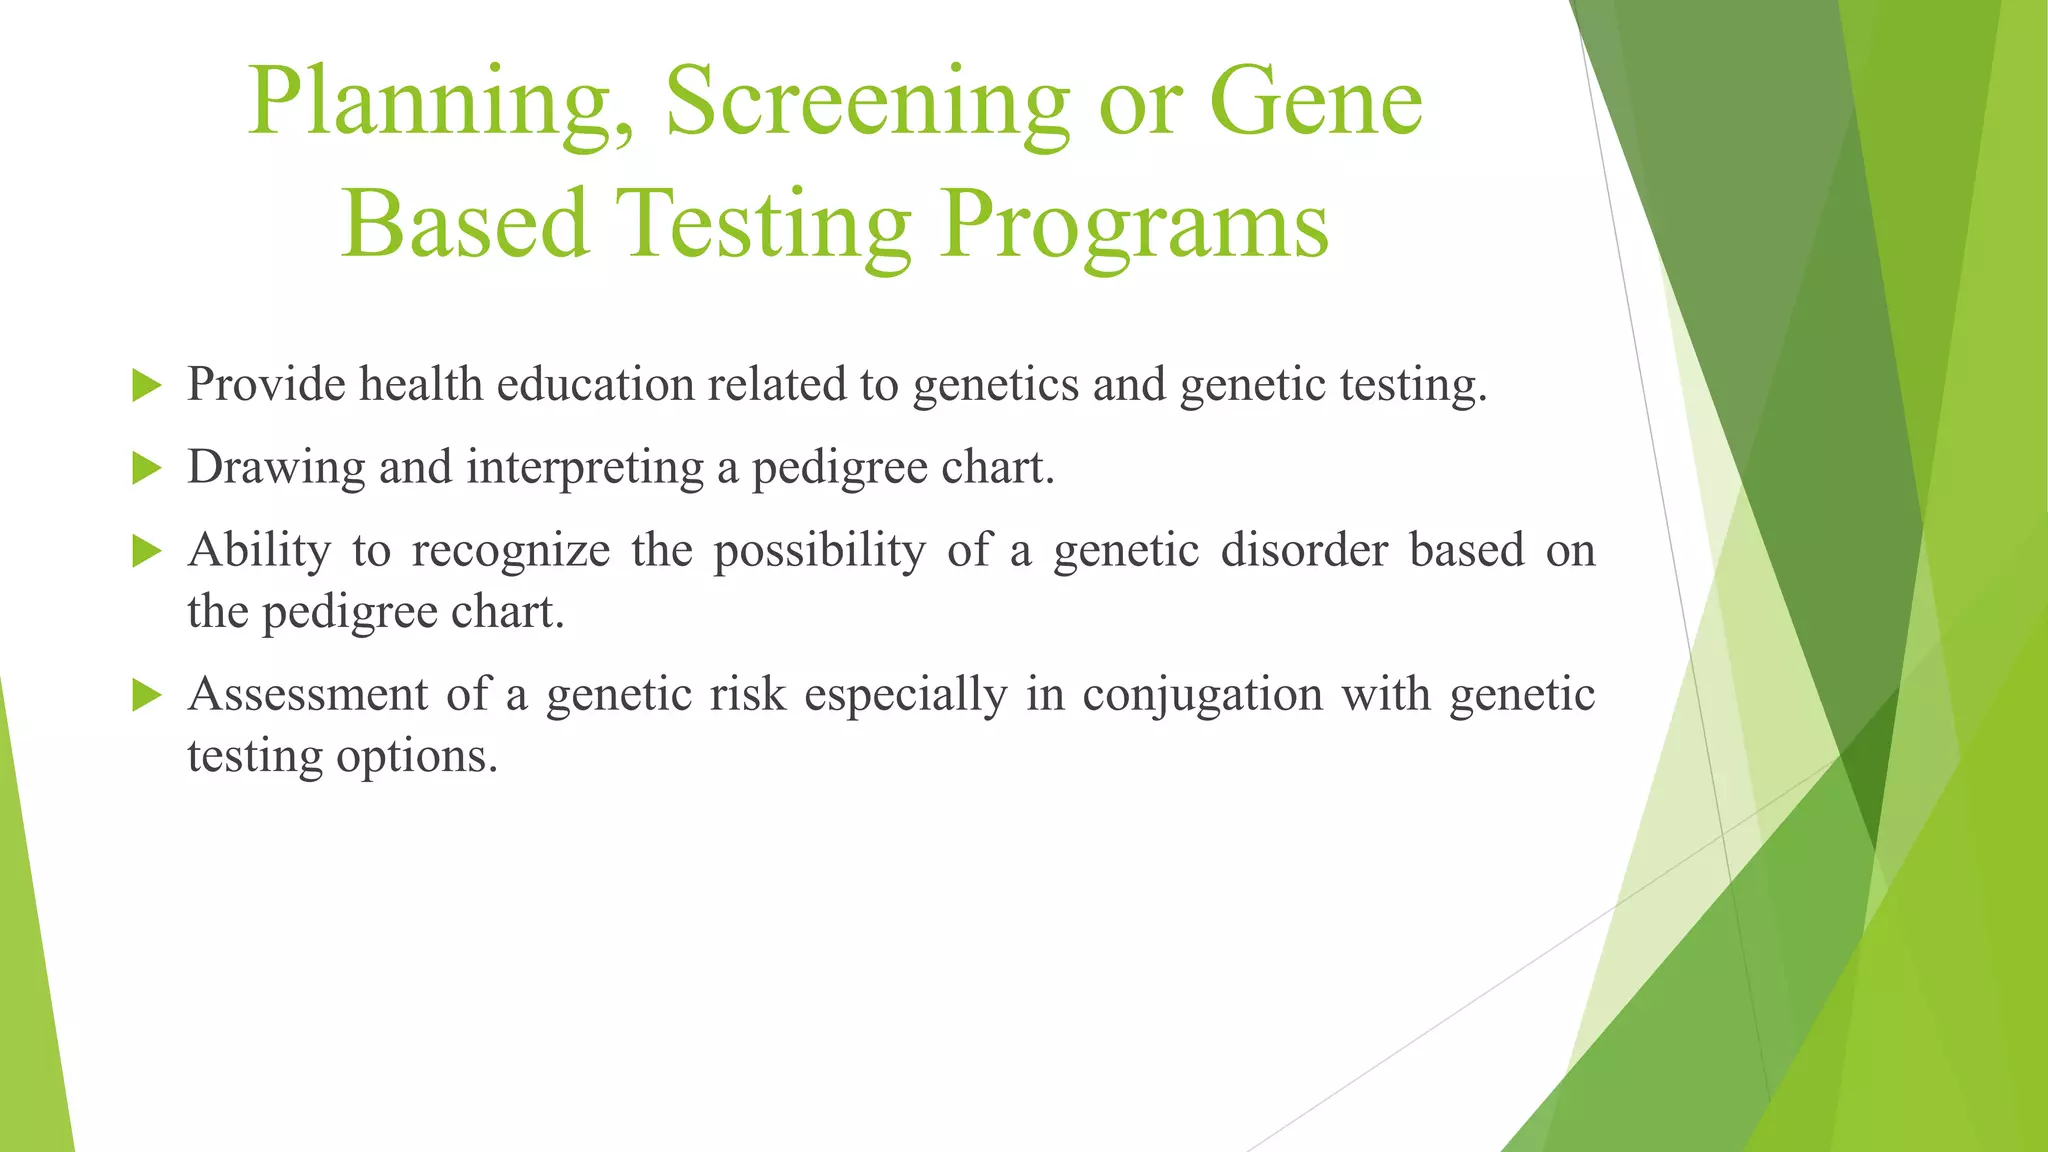 Planning, Screening or Gene
Based Testing Programs
Provide health education related to genetics and genetic testing.
Drawing and interpreting a pedigree chart.
Ability to recognize the possibility of a genetic disorder based on
the pedigree chart.
Assessment of a genetic risk especially in conjugation with genetic
testing options.